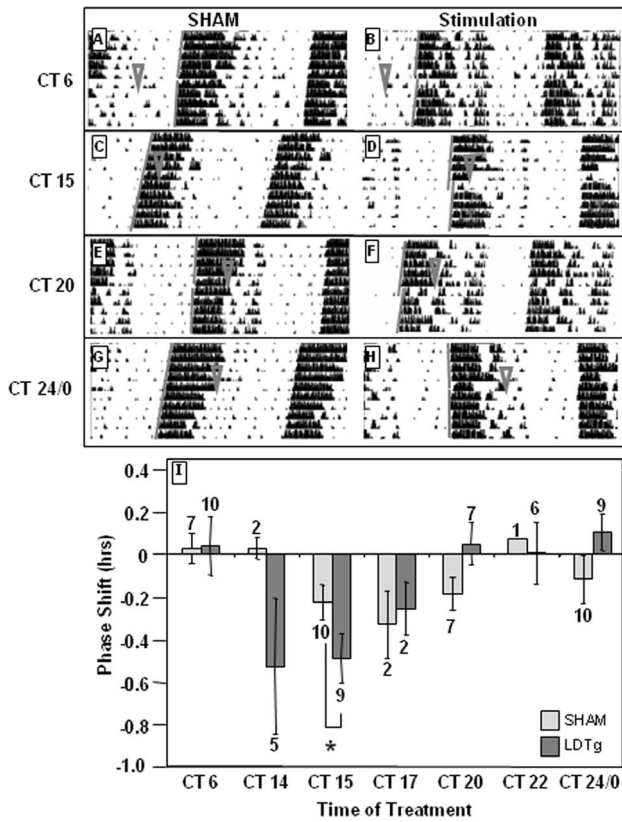 SHAM Stimulation
A B
CT 6
C D
CT 15
E F
CT 20
G H
CT 24/0
I
0.4
0.2
0
-0.2
-0.4
-0.6
-0.8
-1.0
Phase Shift (hrs)
7 10 2 5 10 9 2 2 7 7 1 6 10 9
*
SHAM
LDTg
CT 6 CT 14 CT 15 CT 17 CT 20 CT 22 CT 24/0
Time of Treatment